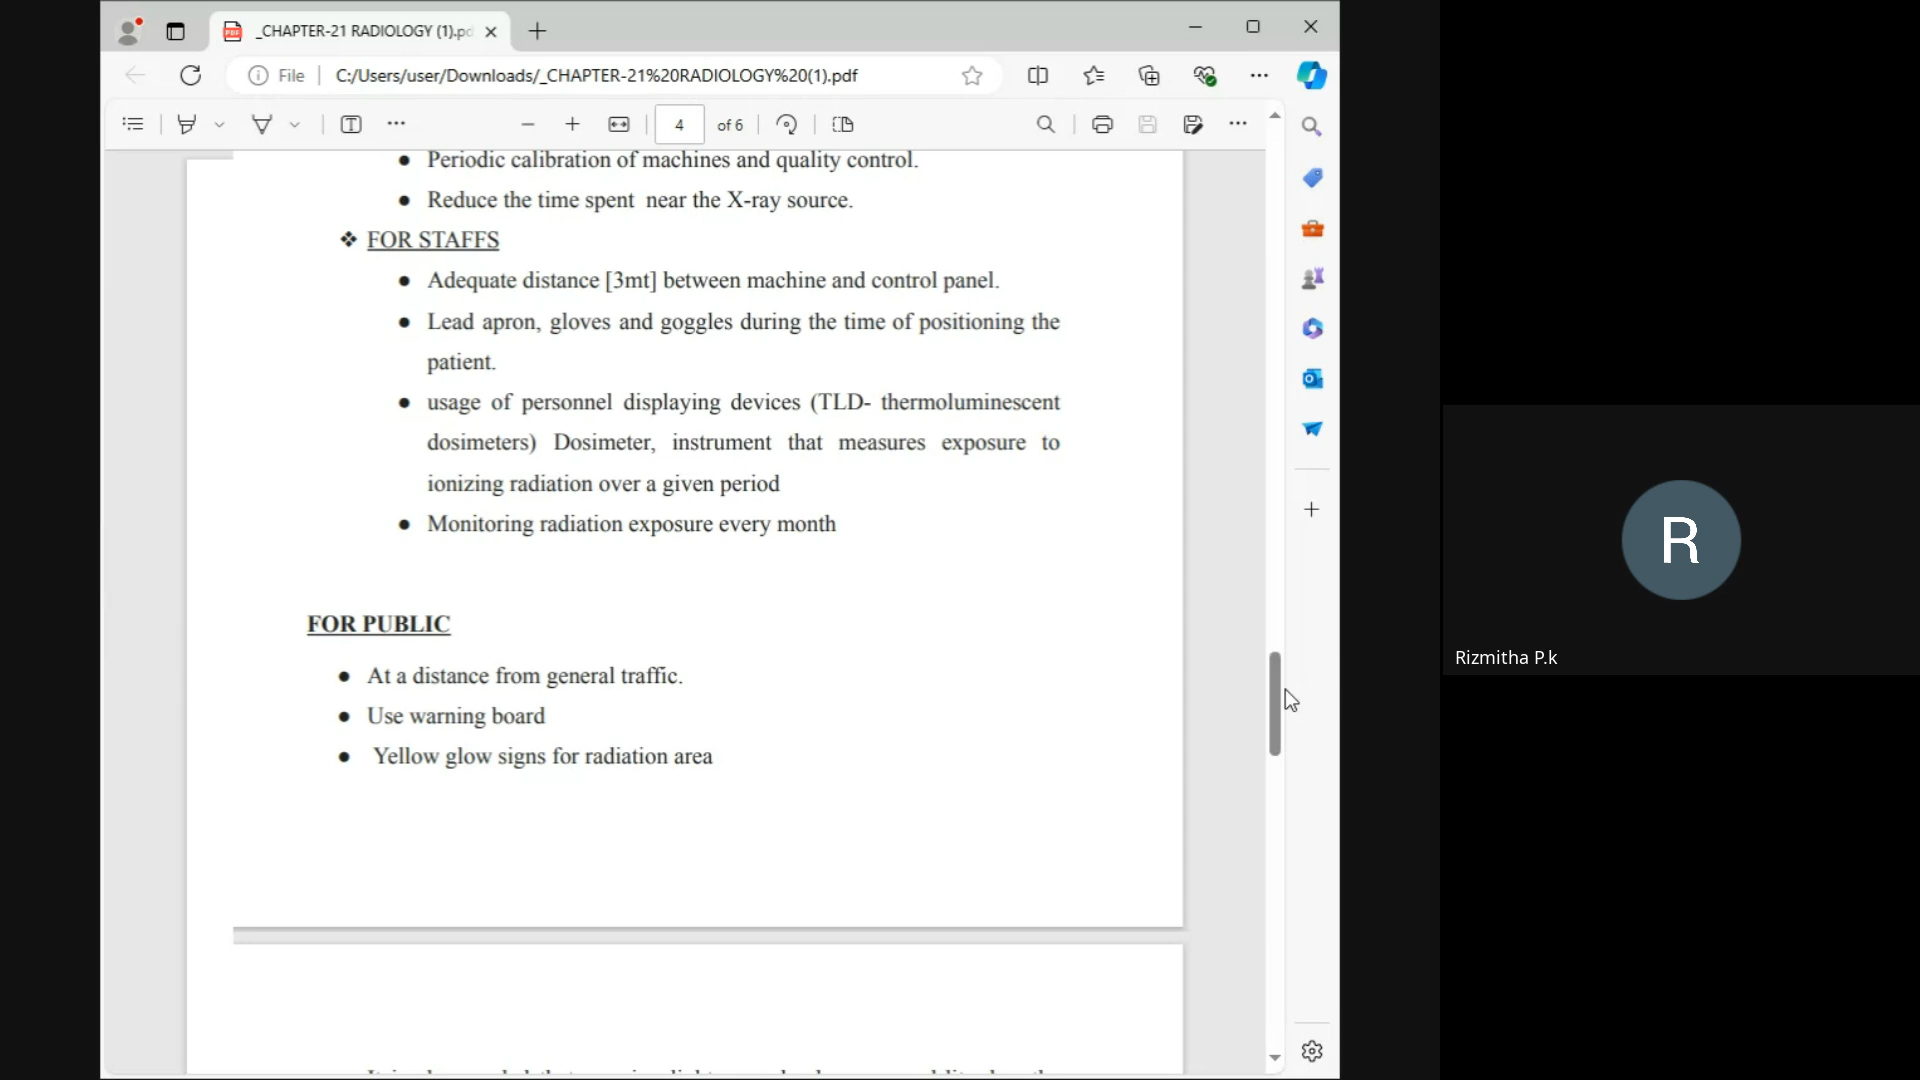 _CHAPTER-21 RADIOLOGY (1).pd
File
C:/Users/user/Downloads/_CHAPTER-21%20RADIOLOGY%20(1).pdf
4 of 6
● Periodic calibration of machines and quality control.
● Reduce the time spent near the X-ray source.
❖ FOR STAFFS
● Adequate distance [3mt] between machine and control panel.
● Lead apron, gloves and goggles during the time of positioning the
patient.
● usage of personnel displaying devices (TLD- thermoluminescent
dosimeters) Dosimeter, instrument that measures exposure to
ionizing radiation over a given period
● Monitoring radiation exposure every month
FOR PUBLIC
● At a distance from general traffic.
● Use warning board
● Yellow glow signs for radiation area
R
Rizmitha P.k